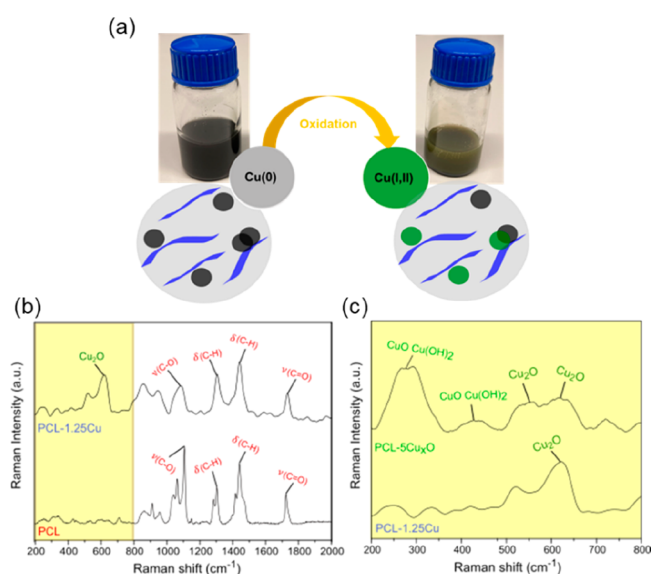 (a)
Oxidation
Cu(0)
Cu(I,II)
(b)
Cu₂O
ν(C-O)
δ(C-H)
δ(C-H)
ν(C=O)
PCL-1.25Cu
ν(C-O)
δ(C-H)
δ(C-H)
ν(C=O)
PCL
Raman Intensity (a.u.)
200 400 600 800 1000 1200 1400 1600 1800 2000
Raman shift (cm⁻¹)
(c)
CuO Cu(OH)2
CuO Cu(OH)2
Cu₂O
Cu₂O
PCL-5CuₓO
Cu₂O
PCL-1.25Cu
Raman Intensity (a.u.)
200 300 400 500 600 700 800
Raman shift (cm⁻¹)